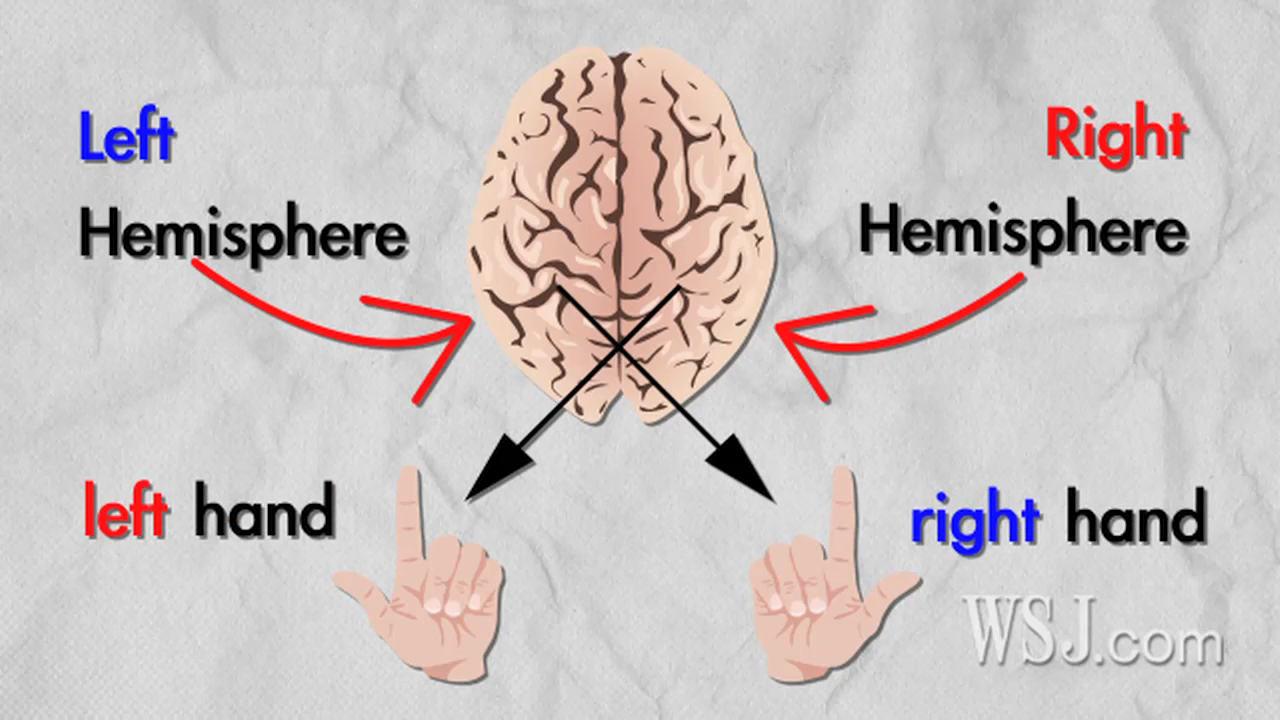 Left
Hemisphere
Right
Hemisphere
left hand
right hand
WSJ.com